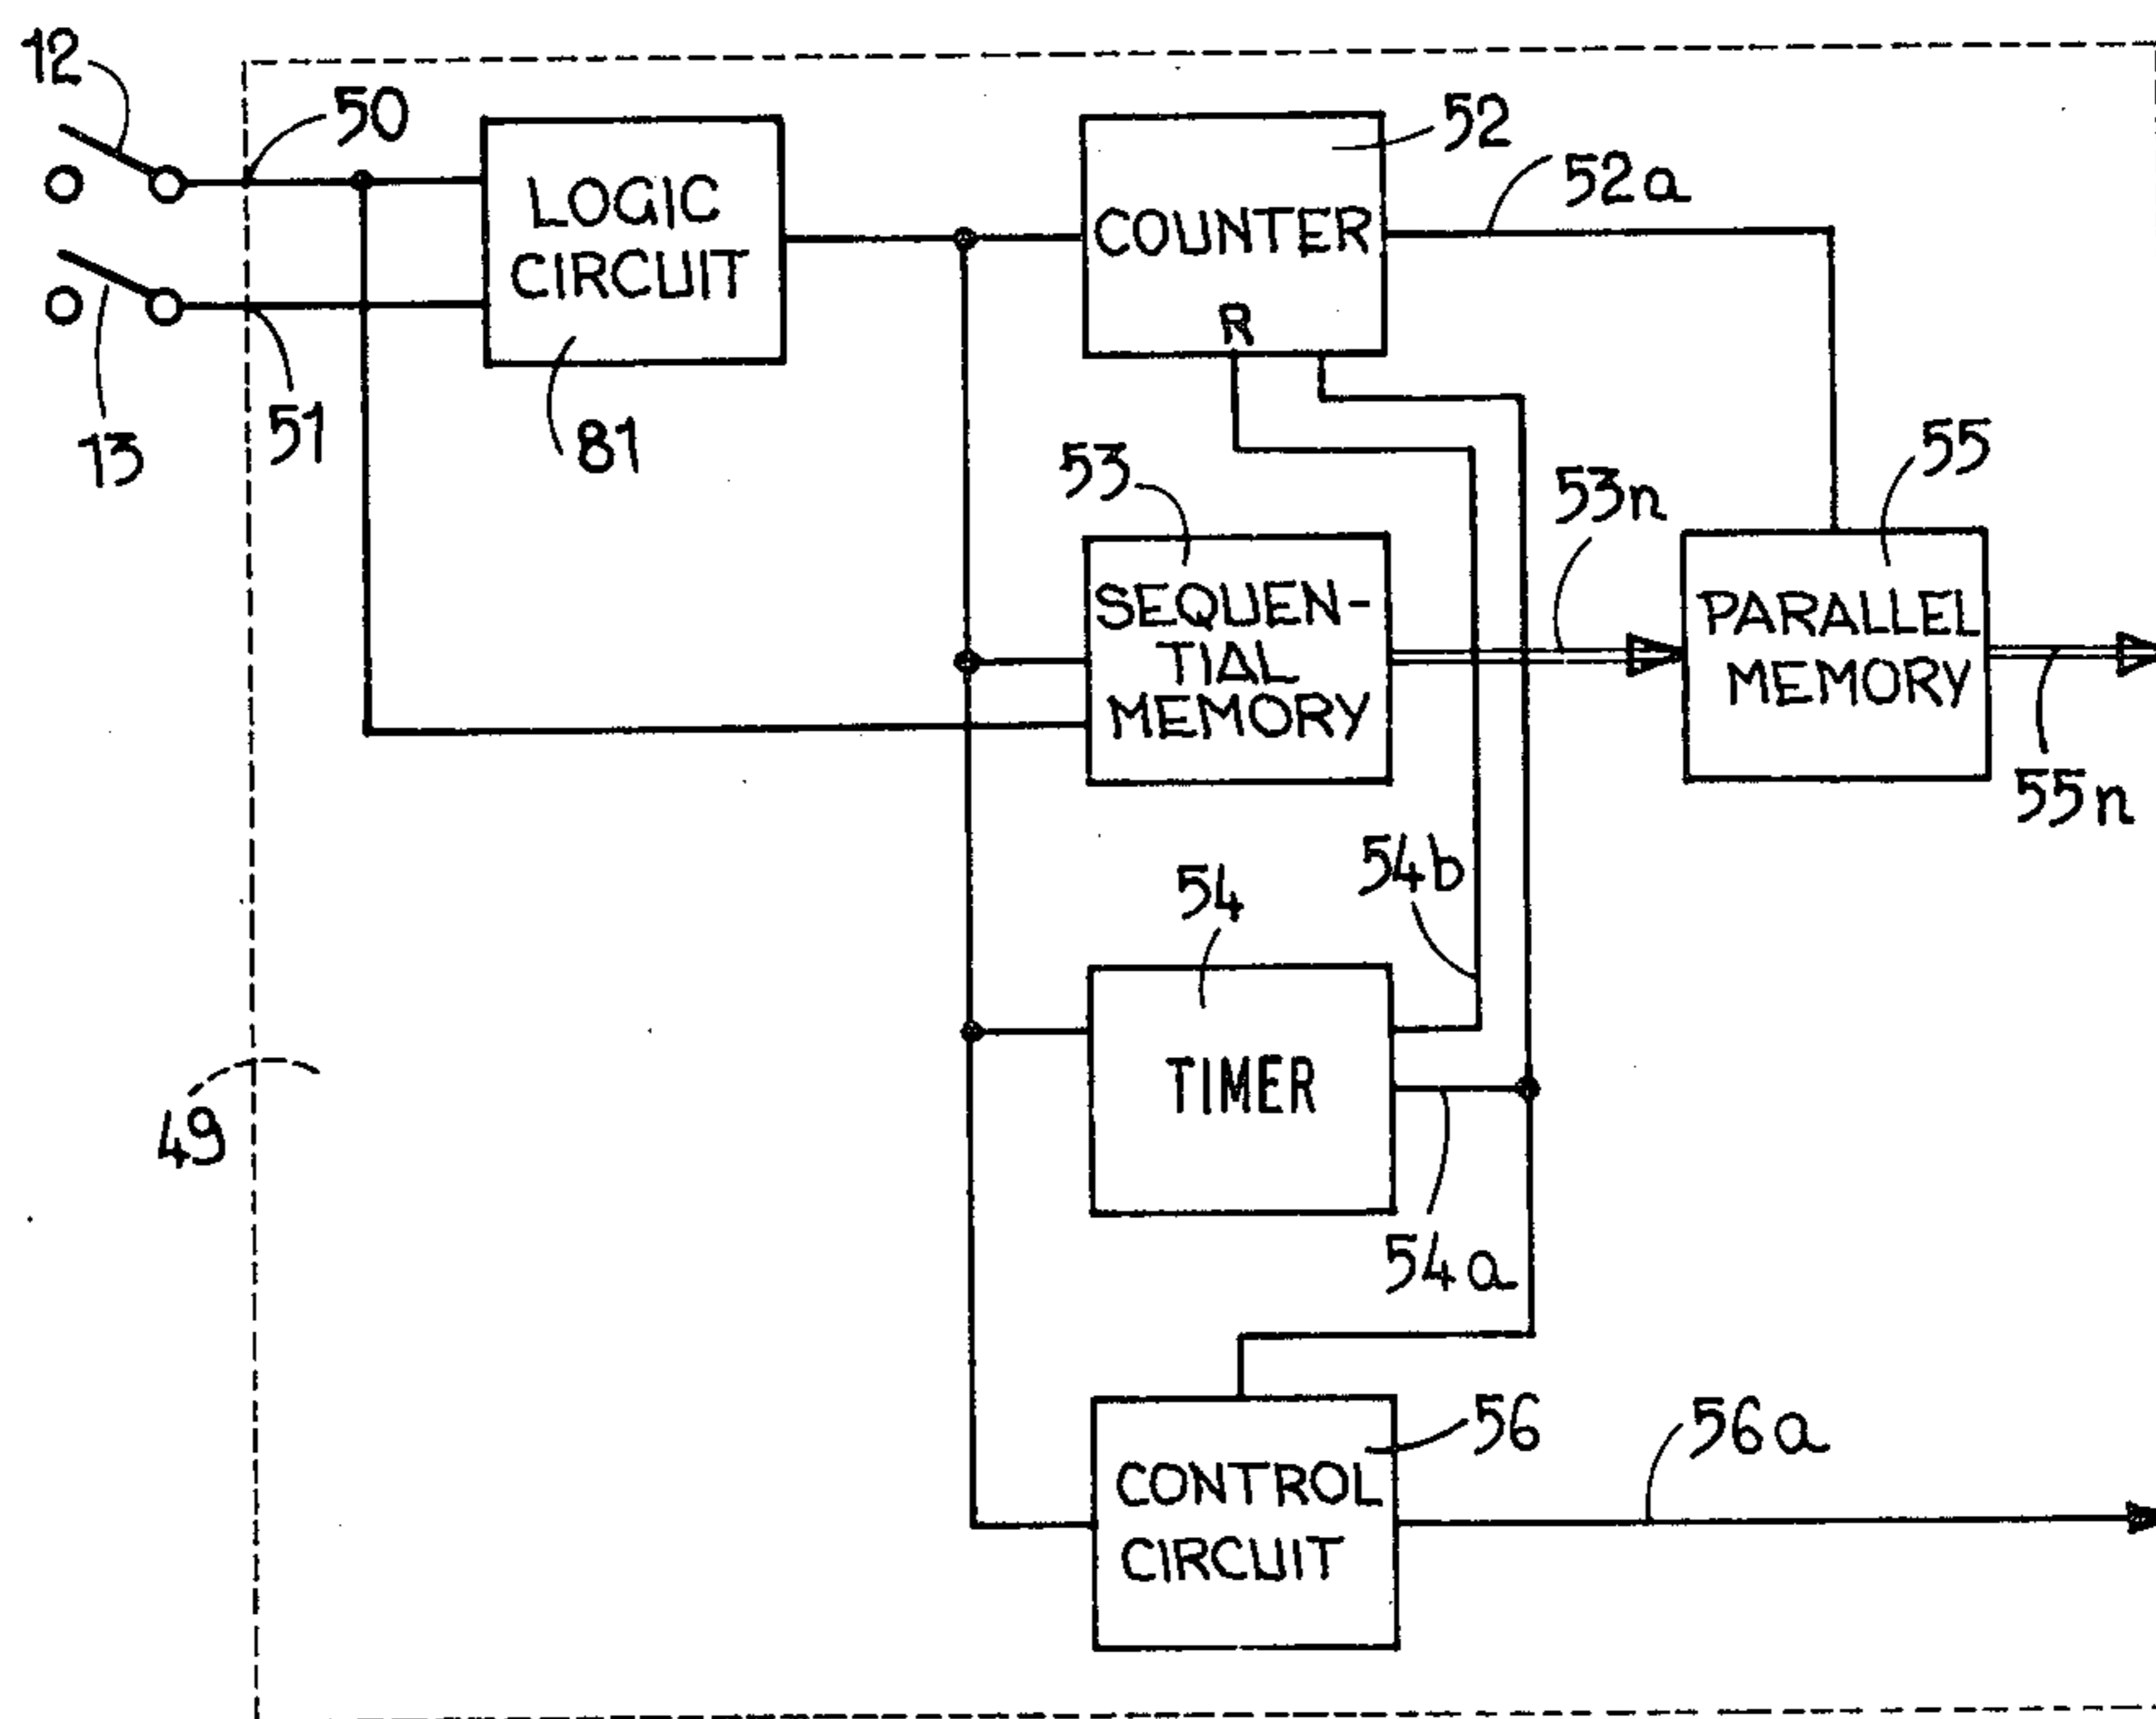 12
50
LOGIC
CIRCUIT
52
52a
COUNTER
R
13
51
81
53
53n
55
SEQUEN-
TIAL
MEMORY
PARALLEL
MEMORY
55n
54
54b
TIMER
49
54a
56
56a
CONTROL
CIRCUIT